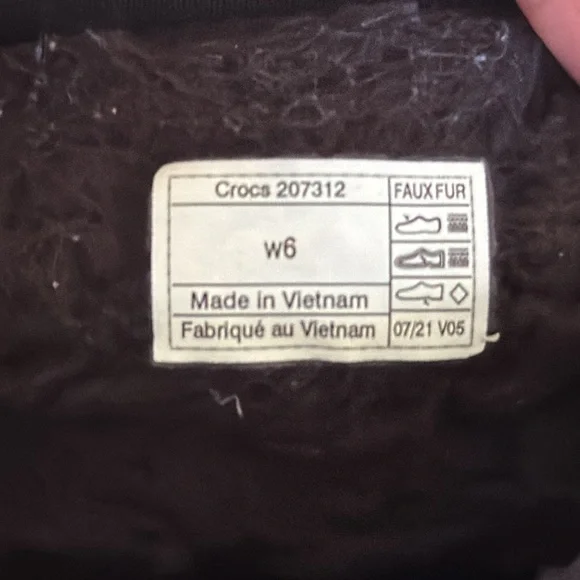 Crocs 207312
FAUX FUR
w6
Made in Vietnam
Fabriqué au Vietnam
07/21 V05